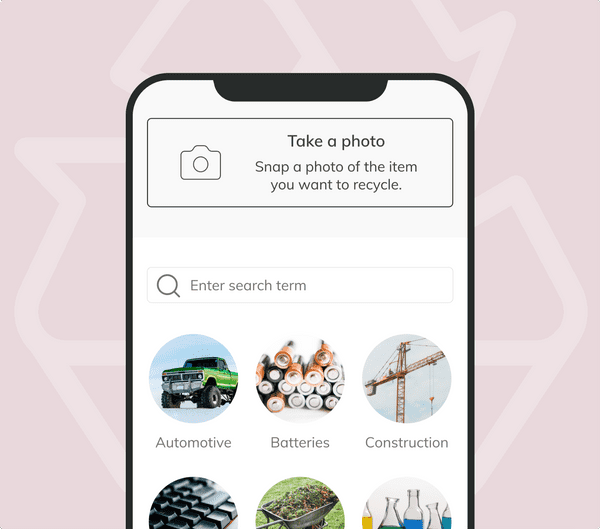 Take a photo
Snap a photo of the item
you want to recycle.
Enter search term
Automotive
Batteries
Construction